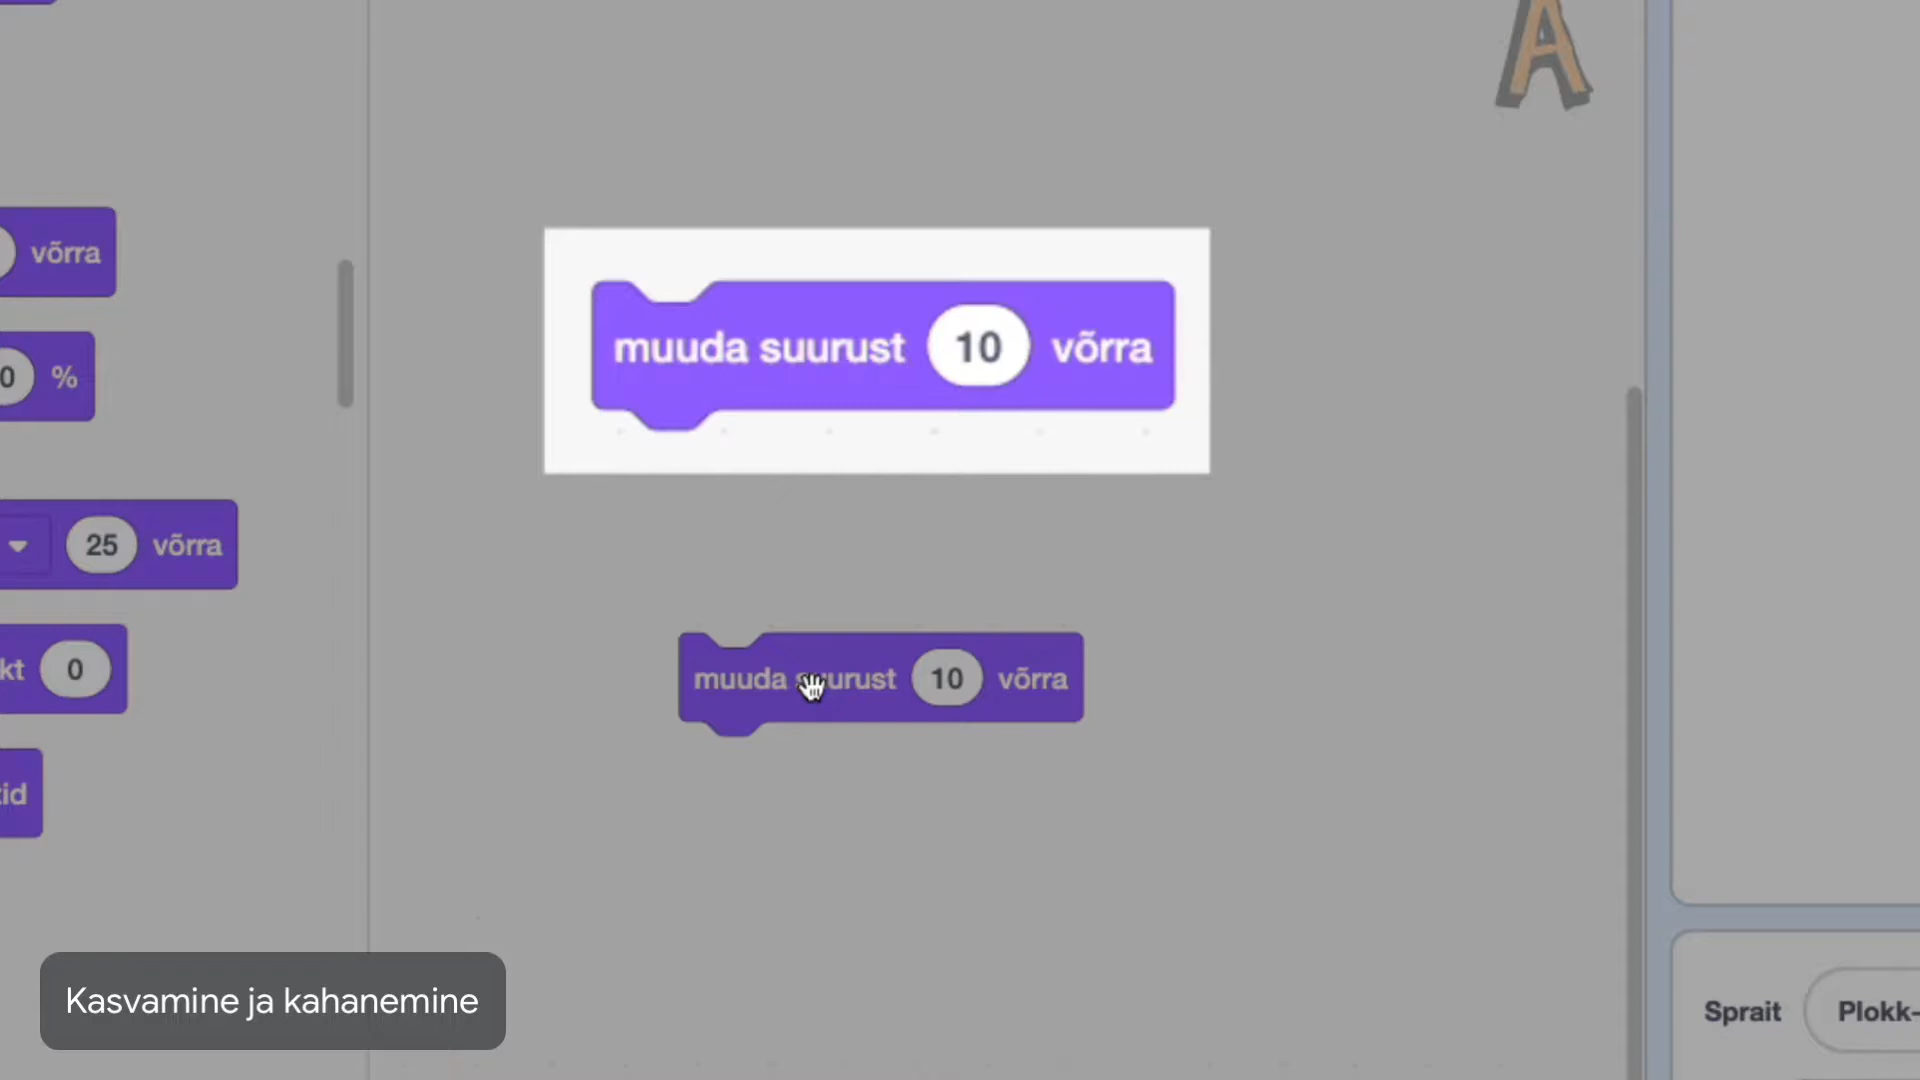 A
võrra
muuda suurust 10 võrra
0 %
25 võrra
kt 0
muuda suurust 10 võrra
id
Kasvamine ja kahanemine
Sprait Plokk-